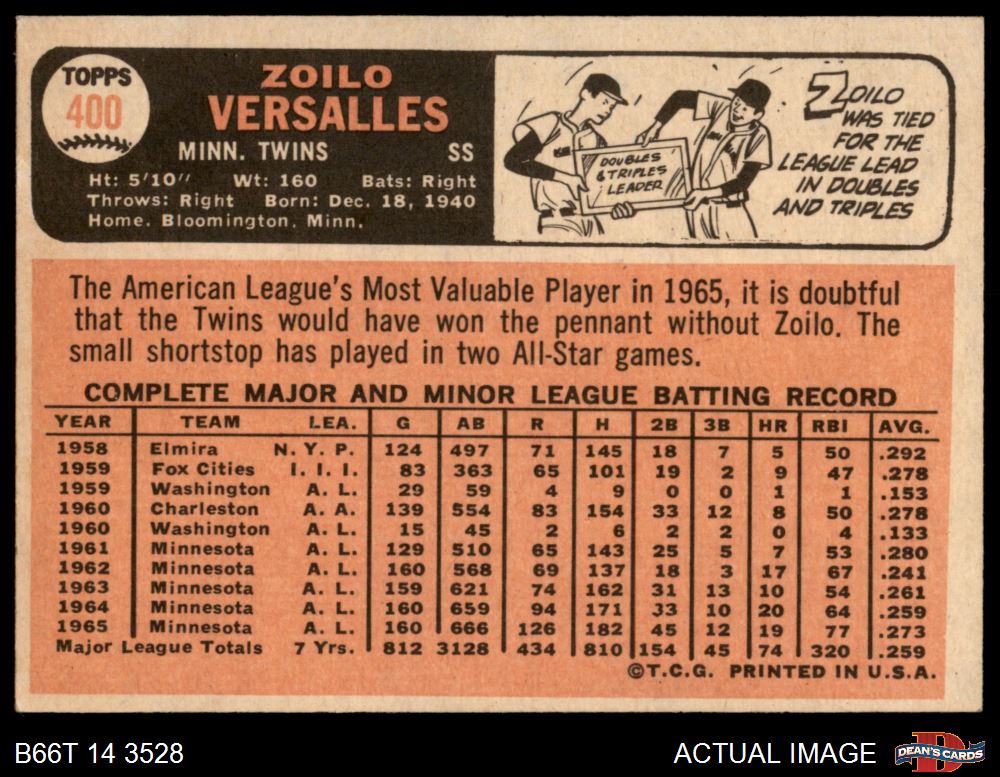 TOPPS
400
ZOILO
VERSALLES
MINN. TWINS SS
Ht: 5'10" Wt: 160 Bats: Right
Throws: Right Born: Dec. 18, 1940
Home. Bloomington, Minn.
DOUBLES
& TRIPLES
LEADER
ZOILO
WAS TIED
FOR THE
LEAGUE LEAD
IN DOUBLES
AND TRIPLES
The American League's Most Valuable Player in 1965, it is doubtful
that the Twins would have won the pennant without Zoilo. The
small shortstop has played in two All-Star games.
COMPLETE MAJOR AND MINOR LEAGUE BATTING RECORD
YEAR TEAM LEA. G AB R H 2B 3B HR RBI AVG.
1958 Elmira N. Y. P. 124 497 71 145 18 7 5 50 .292
1959 Fox Cities I. I. I. 83 363 65 101 19 2 9 47 .278
1959 Washington A. L. 29 59 4 9 0 0 1 1 .153
1960 Charleston A. A. 139 554 83 154 33 12 8 50 .278
1960 Washington A. L. 15 45 2 6 2 2 0 4 .133
1961 Minnesota A. L. 129 510 65 143 25 5 7 53 .280
1962 Minnesota A. L. 160 568 69 137 18 3 17 67 .241
1963 Minnesota A. L. 159 621 74 162 31 13 10 54 .261
1964 Minnesota A. L. 160 659 94 171 33 10 20 64 .259
1965 Minnesota A. L. 160 666 126 182 45 12 19 77 .273
Major League Totals 7 Yrs. 812 3128 434 810 154 45 74 320 .259
©T.C.G. PRINTED IN U.S.A.
B66T 14 3528
ACTUAL IMAGE
DEAN'S CARDS